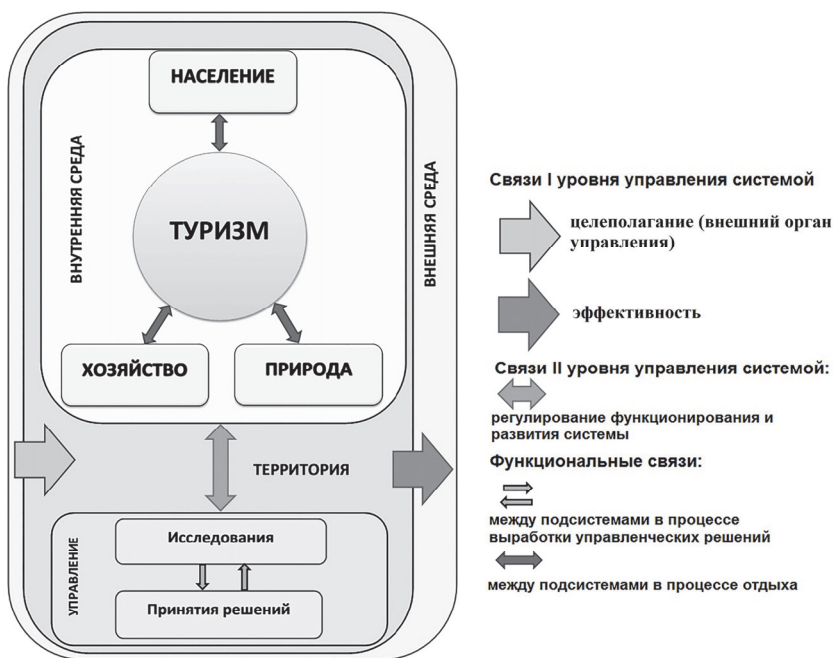 НАСЕЛЕНИЕ
ВНУТРЕННЯЯ СРЕДА
ТУРИЗМ
ВНЕШНЯЯ СРЕДА
ХОЗЯЙСТВО
ПРИРОДА
ТЕРРИТОРИЯ
УПРАВЛЕНИЕ
Исследования
Принятия решений
Связи I уровня управления системой
целеполагание (внешний орган
управления)
эффективность
Связи II уровня управления системой:
регулирование функционирования и
развития системы
Функциональные связи:
между подсистемами в процессе
выработки управленческих решений
между подсистемами в процессе отдыха